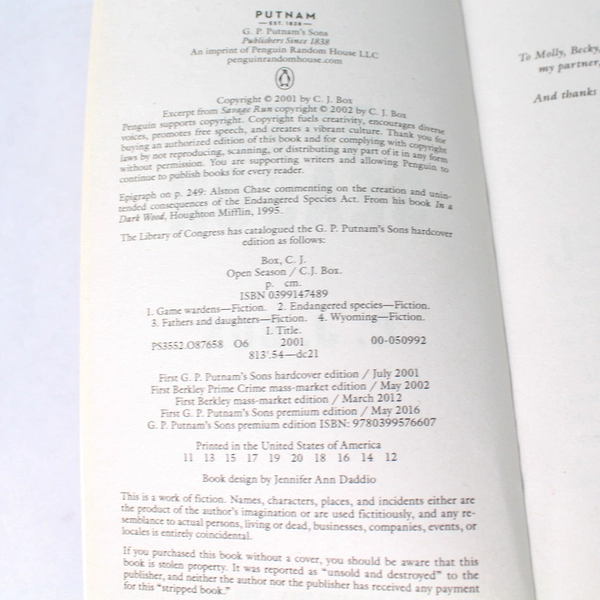 PUTNAM
—EST. 1838—
G. P. Putnam's Sons
Publishers Since 1838
An imprint of Penguin Random House LLC
penguinrandomhouse.com
Copyright © 2001 by C. J. Box
Excerpt from Savage Run copyright © 2002 by C. J. Box
Penguin supports copyright. Copyright fuels creativity, encourages diverse
voices, promotes free speech, and creates a vibrant culture. Thank you for
buying an authorized edition of this book and for complying with copyright
laws by not reproducing, scanning, or distributing any part of it in any form
without permission. You are supporting writers and allowing Penguin to
continue to publish books for every reader.
Epigraph on p. 249: Alston Chase commenting on the creation and unin-
tended consequences of the Endangered Species Act. From his book In a
Dark Wood, Houghton Mifflin, 1995.
The Library of Congress has catalogued the G. P. Putnam's Sons hardcover
edition as follows:
Box, C. J.
Open Season / C.J. Box.
p. cm.
ISBN 0399147489
1. Game wardens—Fiction. 2. Endangered species—Fiction.
3. Fathers and daughters—Fiction. 4. Wyoming—Fiction.
I. Title.
PS3552.O87658 O6 2001 00-050992
813'.54—dc21
First G. P. Putnam's Sons hardcover edition / July 2001
First Berkley Prime Crime mass-market edition / May 2002
First Berkley mass-market edition / March 2012
First G. P. Putnam's Sons premium edition / May 2016
G. P. Putnam's Sons premium edition ISBN: 9780399576607
Printed in the United States of America
11 13 15 17 19 20 18 16 14 12
Book design by Jennifer Ann Daddio
This is a work of fiction. Names, characters, places, and incidents either are
the product of the author's imagination or are used fictitiously, and any re-
semblance to actual persons, living or dead, businesses, companies, events, or
locales is entirely coincidental.
If you purchased this book without a cover, you should be aware that this
book is stolen property. It was reported as "unsold and destroyed" to the
publisher, and neither the author nor the publisher has received any payment
for this "stripped book."
To Molly, Becky,
my partner,
And thanks